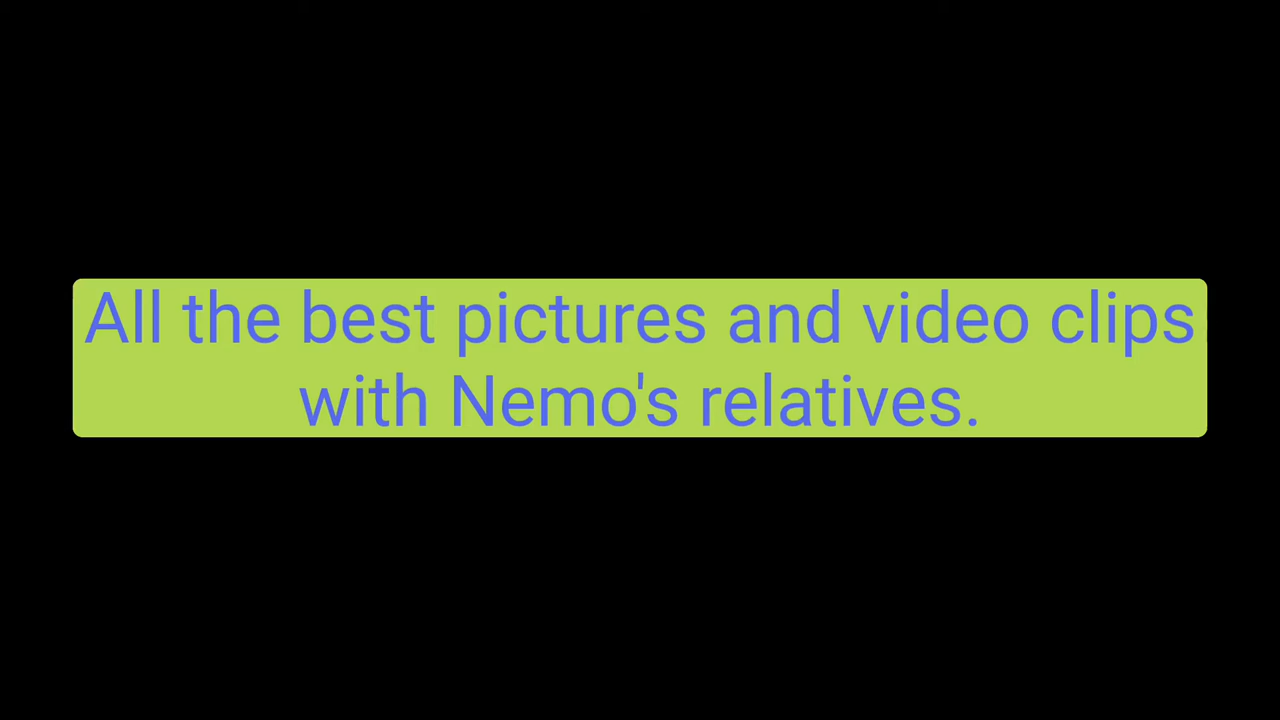 All the best pictures and video clips
with Nemo's relatives.